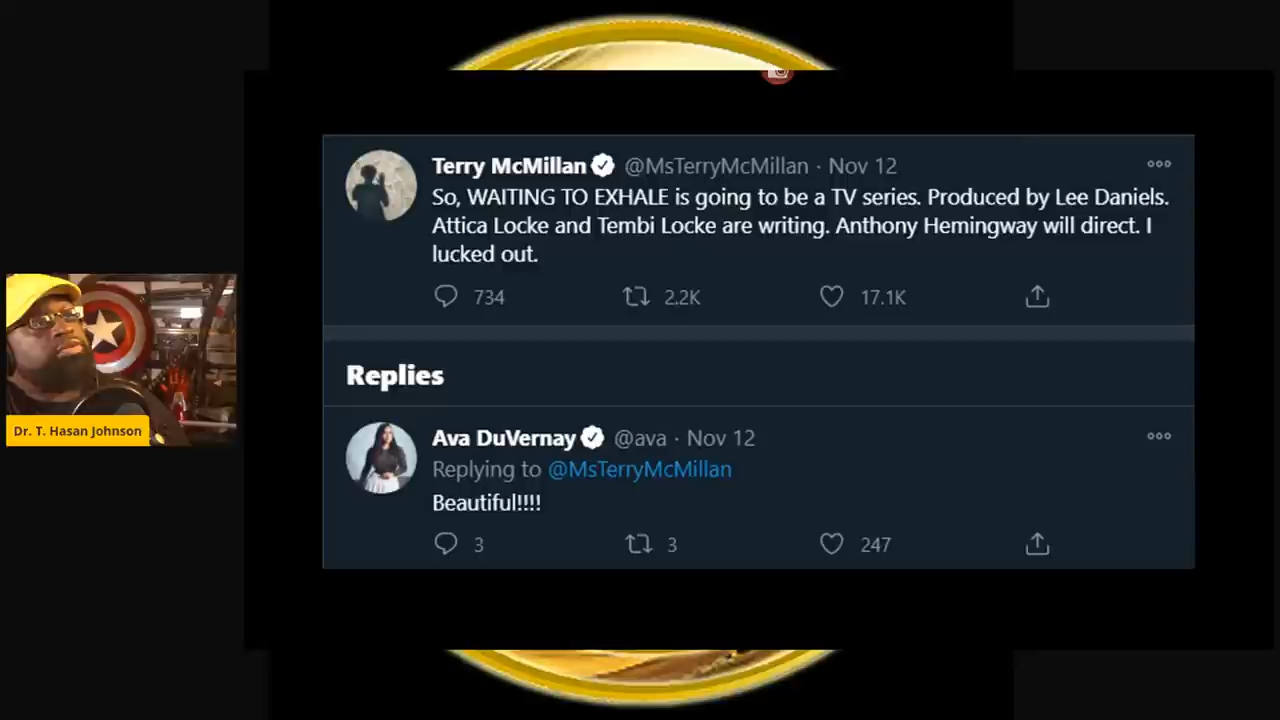 Terry McMillan @MsTerryMcMillan · Nov 12
So, WAITING TO EXHALE is going to be a TV series. Produced by Lee Daniels.
Attica Locke and Tembi Locke are writing. Anthony Hemingway will direct. I
lucked out.
734 2.2K 17.1K
Replies
Ava DuVernay @ava · Nov 12
Replying to @MsTerryMcMillan
Beautiful!!!!
3 3 247
Dr. T. Hasan Johnson